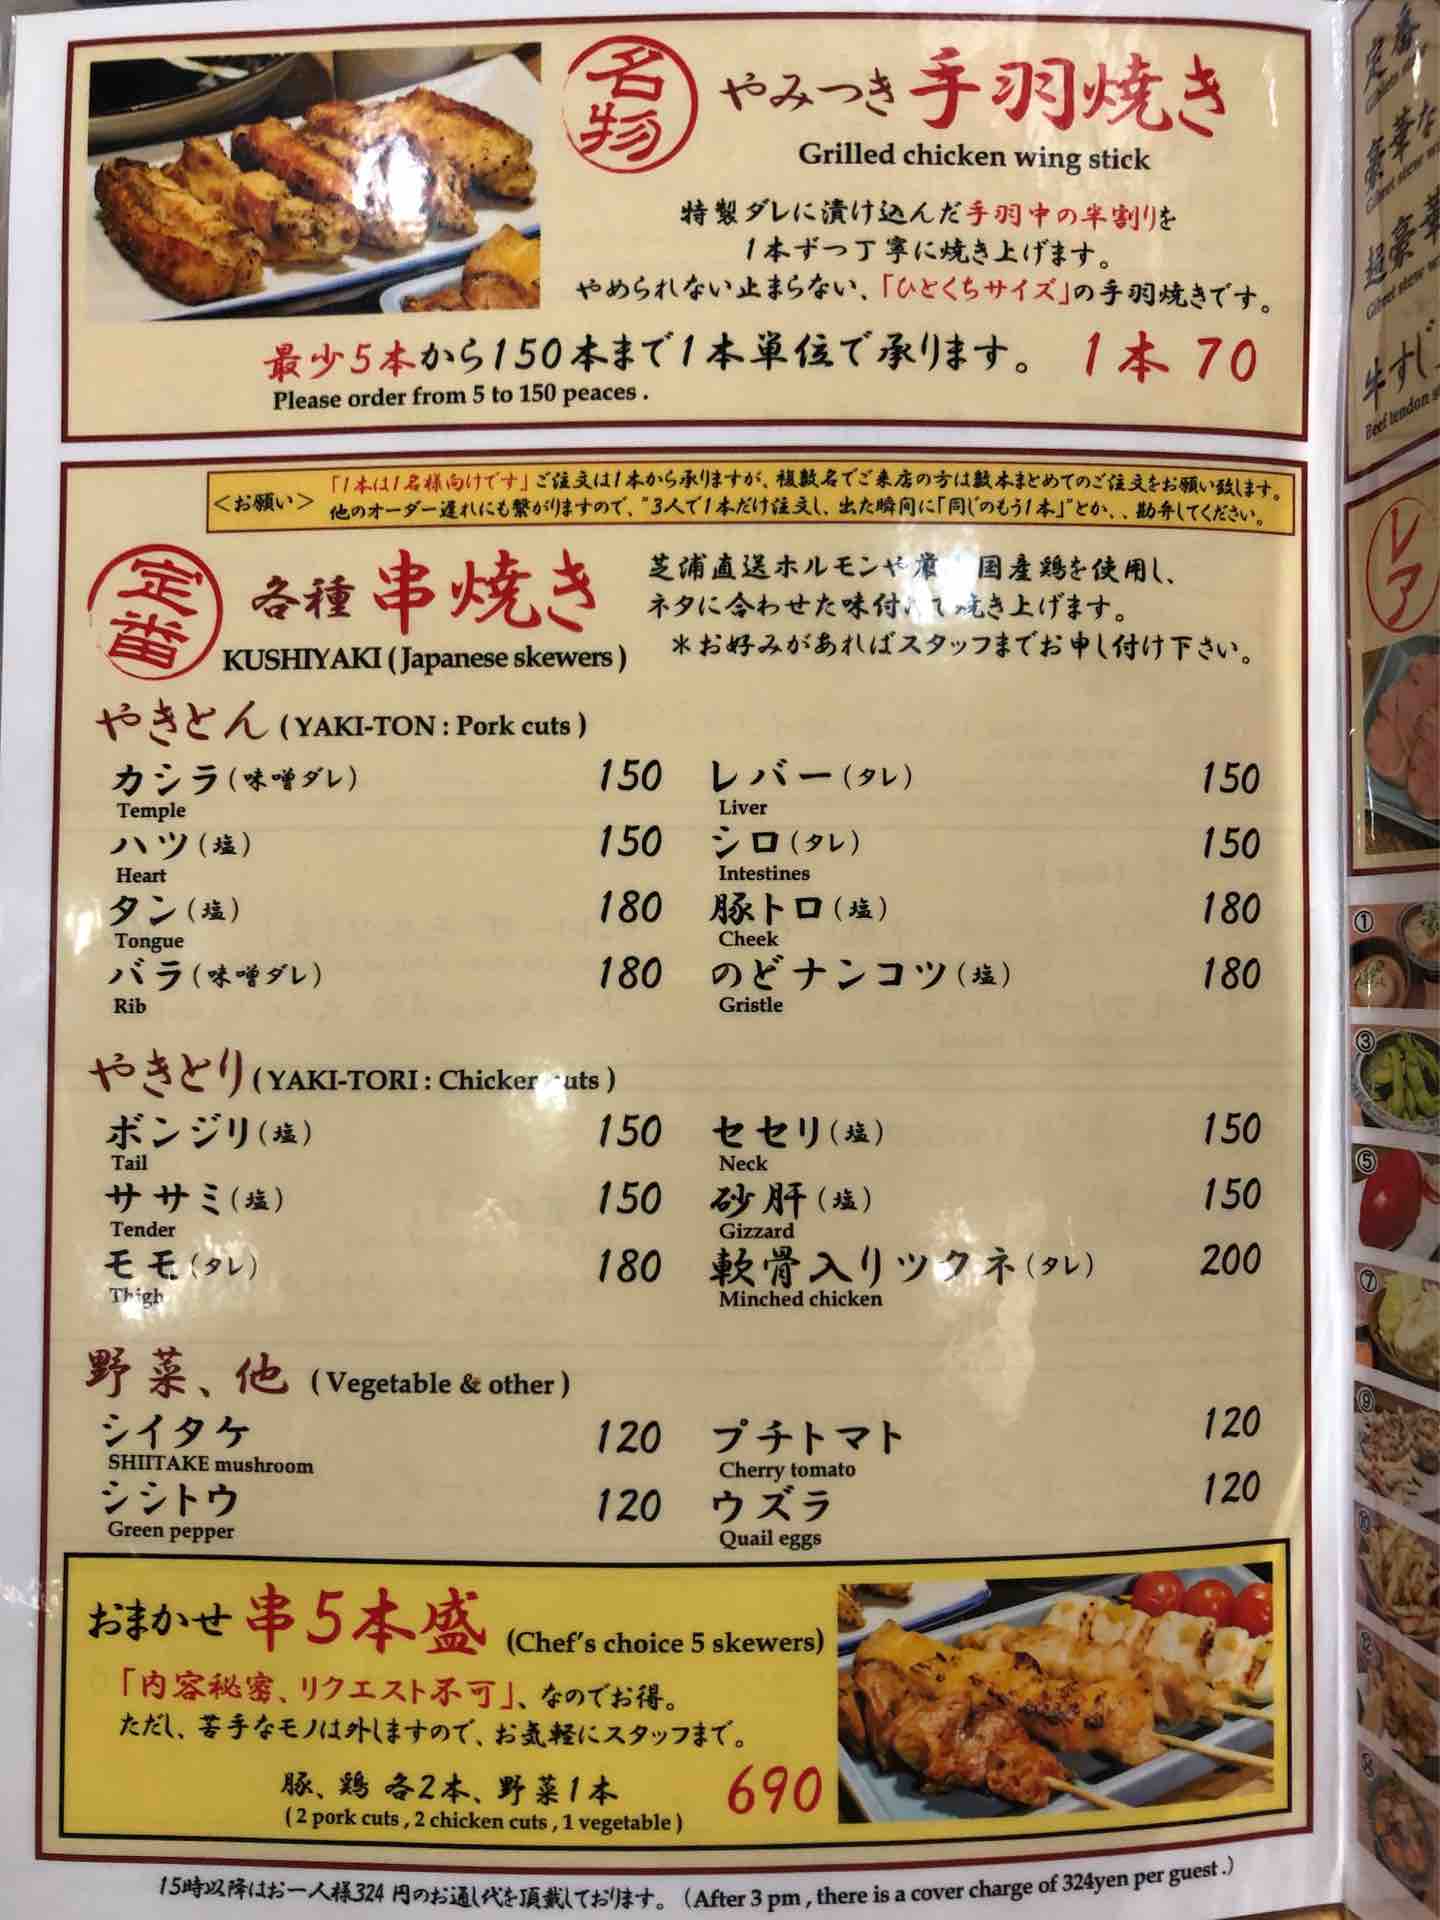 名物
やみつき 手羽焼き
Grilled chicken wing stick
特製ダレに漬け込んだ手羽中の半割りを
1本ずつ丁寧に焼き上げます。
やめられない止まらない、「ひとくちサイズ」の手羽焼きです。
最少5本から150本まで1本単位で承ります。 1本 70
Please order from 5 to 150 peaces .
<お願い> 「1本は1名様向けです」ご注文は1本から承りますが、複数名でご来店の方は数本まとめてのご注文をお願い致します。
他のオーダー遅れにも繋がりますので、"3人で1本だけ注文し、出た瞬間に「同じのもう1本」"とか、、勘弁してください。
定番
各種 串焼き
KUSHIYAKI ( Japanese skewers )
芝浦直送ホルモンや 国産鶏を使用し、
ネタに合わせた味付 焼き上げます。
＊お好みがあればスタッフまでお申し付け下さい。
やきとん ( YAKI-TON : Pork cuts )
カシラ(味噌ダレ) 150
Temple
レバー(タレ) 150
Liver
ハツ(塩) 150
Heart
シロ(タレ) 150
Intestines
タン(塩) 180
Tongue
豚トロ(塩) 180
Cheek
バラ(味噌ダレ) 180
Rib
のどナンコツ(塩) 180
Gristle
やきとり ( YAKI-TORI : Chicken cuts )
ボンジリ(塩) 150
Tail
セセリ(塩) 150
Neck
ササミ(塩) 150
Tender
砂肝(塩) 150
Gizzard
モモ(タレ) 180
Thigh
軟骨入りツクネ(タレ) 200
Minched chicken
野菜、他 ( Vegetable & other )
シイタケ 120
SHIITAKE mushroom
プチトマト 120
Cherry tomato
シシトウ 120
Green pepper
ウズラ 120
Quail eggs
おまかせ 串5本盛 (Chef's choice 5 skewers)
「内容秘密、リクエスト不可」、なのでお得。
ただし、苦手なモノは外しますので、お気軽にスタッフまで。
豚、鶏 各2本、野菜1本 690
( 2 pork cuts , 2 chicken cuts , 1 vegetable )
15時以降はお一人様324円のお通し代を頂戴しております。 (After 3 pm , there is a cover charge of 324yen per guest .)
定番
豪華な
超豪華
牛すじ
Beef tendon
レア
①
③
⑤
⑦
⑨
⑩
⑫
⑭